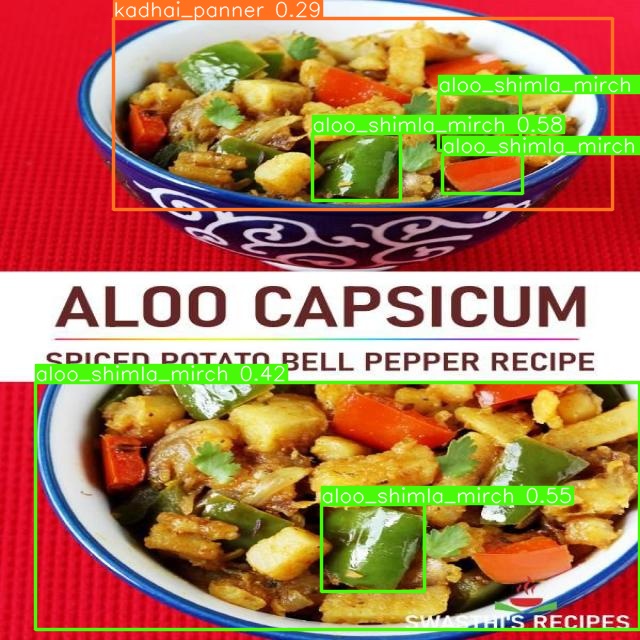 kadhai_panner 0.29
aloo_shimla_mirch
aloo_shimla_mirch 0.58
aloo_shimla_mirch
ALOO CAPSICUM
SPICED POTATO BELL PEPPER RECIPE
aloo_shimla_mirch 0.42
aloo_shimla_mirch 0.55
SWASTHI'S RECIPES